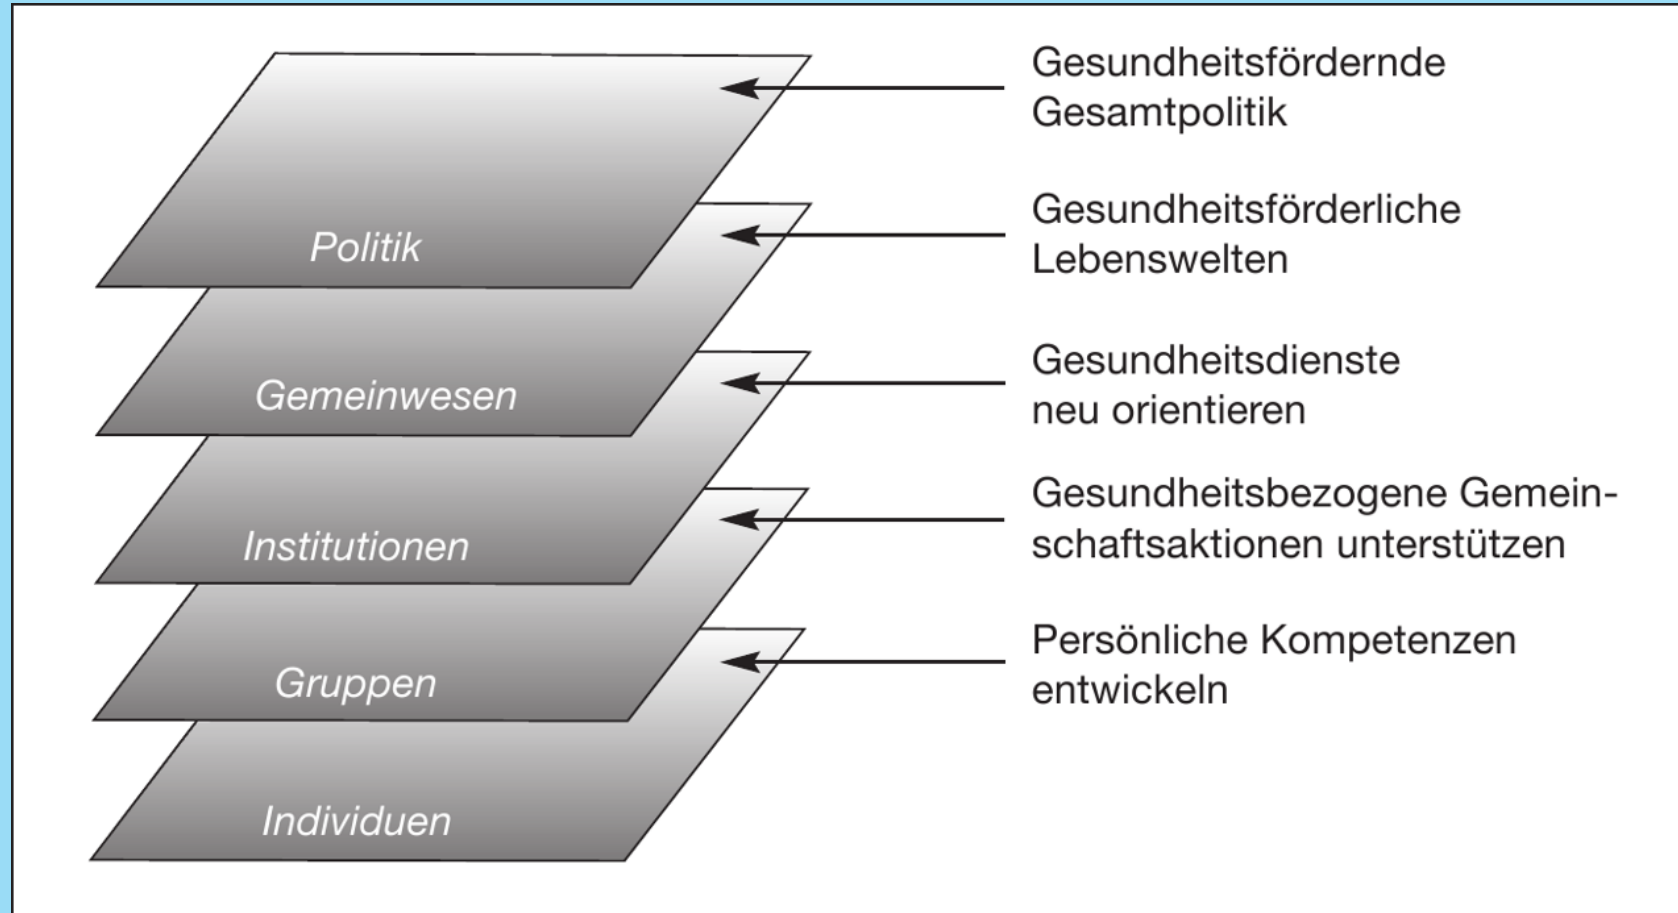 Gesundheitsfördernde
Gesamtpolitik
Politik
Gesundheitsförderliche
Lebenswelten
Gemeinwesen
Gesundheitsdienste
neu orientieren
Institutionen
Gesundheitsbezogene Gemein-
schaftsaktionen unterstützen
Gruppen
Persönliche Kompetenzen
entwickeln
Individuen